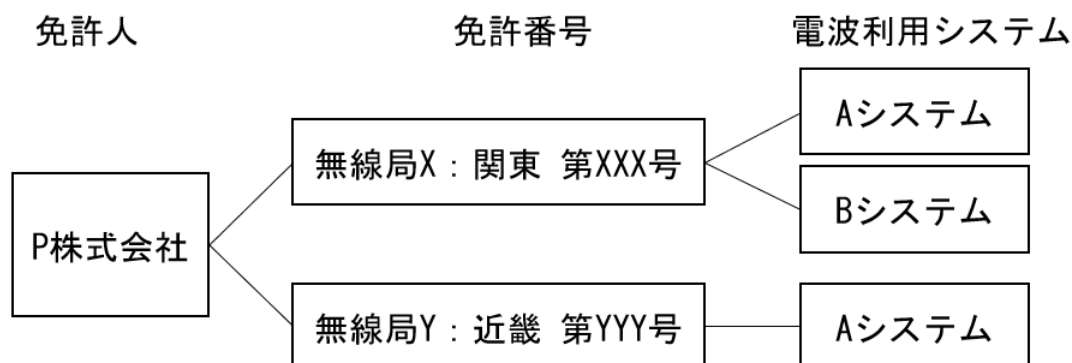 免許人 免許番号 電波利用システム
Aシステム
無線局X：関東 第XXX号
Bシステム
P株式会社
無線局Y：近畿 第YYY号
Aシステム